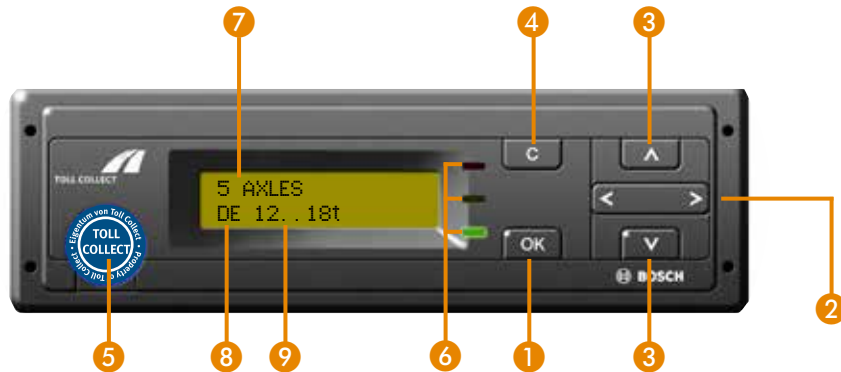 7
4
3
C
∧
TOLL COLLECT
5 AXLES
DE 12..18t
< >
Eigentum von Toll Collect • Property of Toll Collect •
TOLL
COLLECT
OK
∨
BOSCH
2
5
8
9
6
1
3